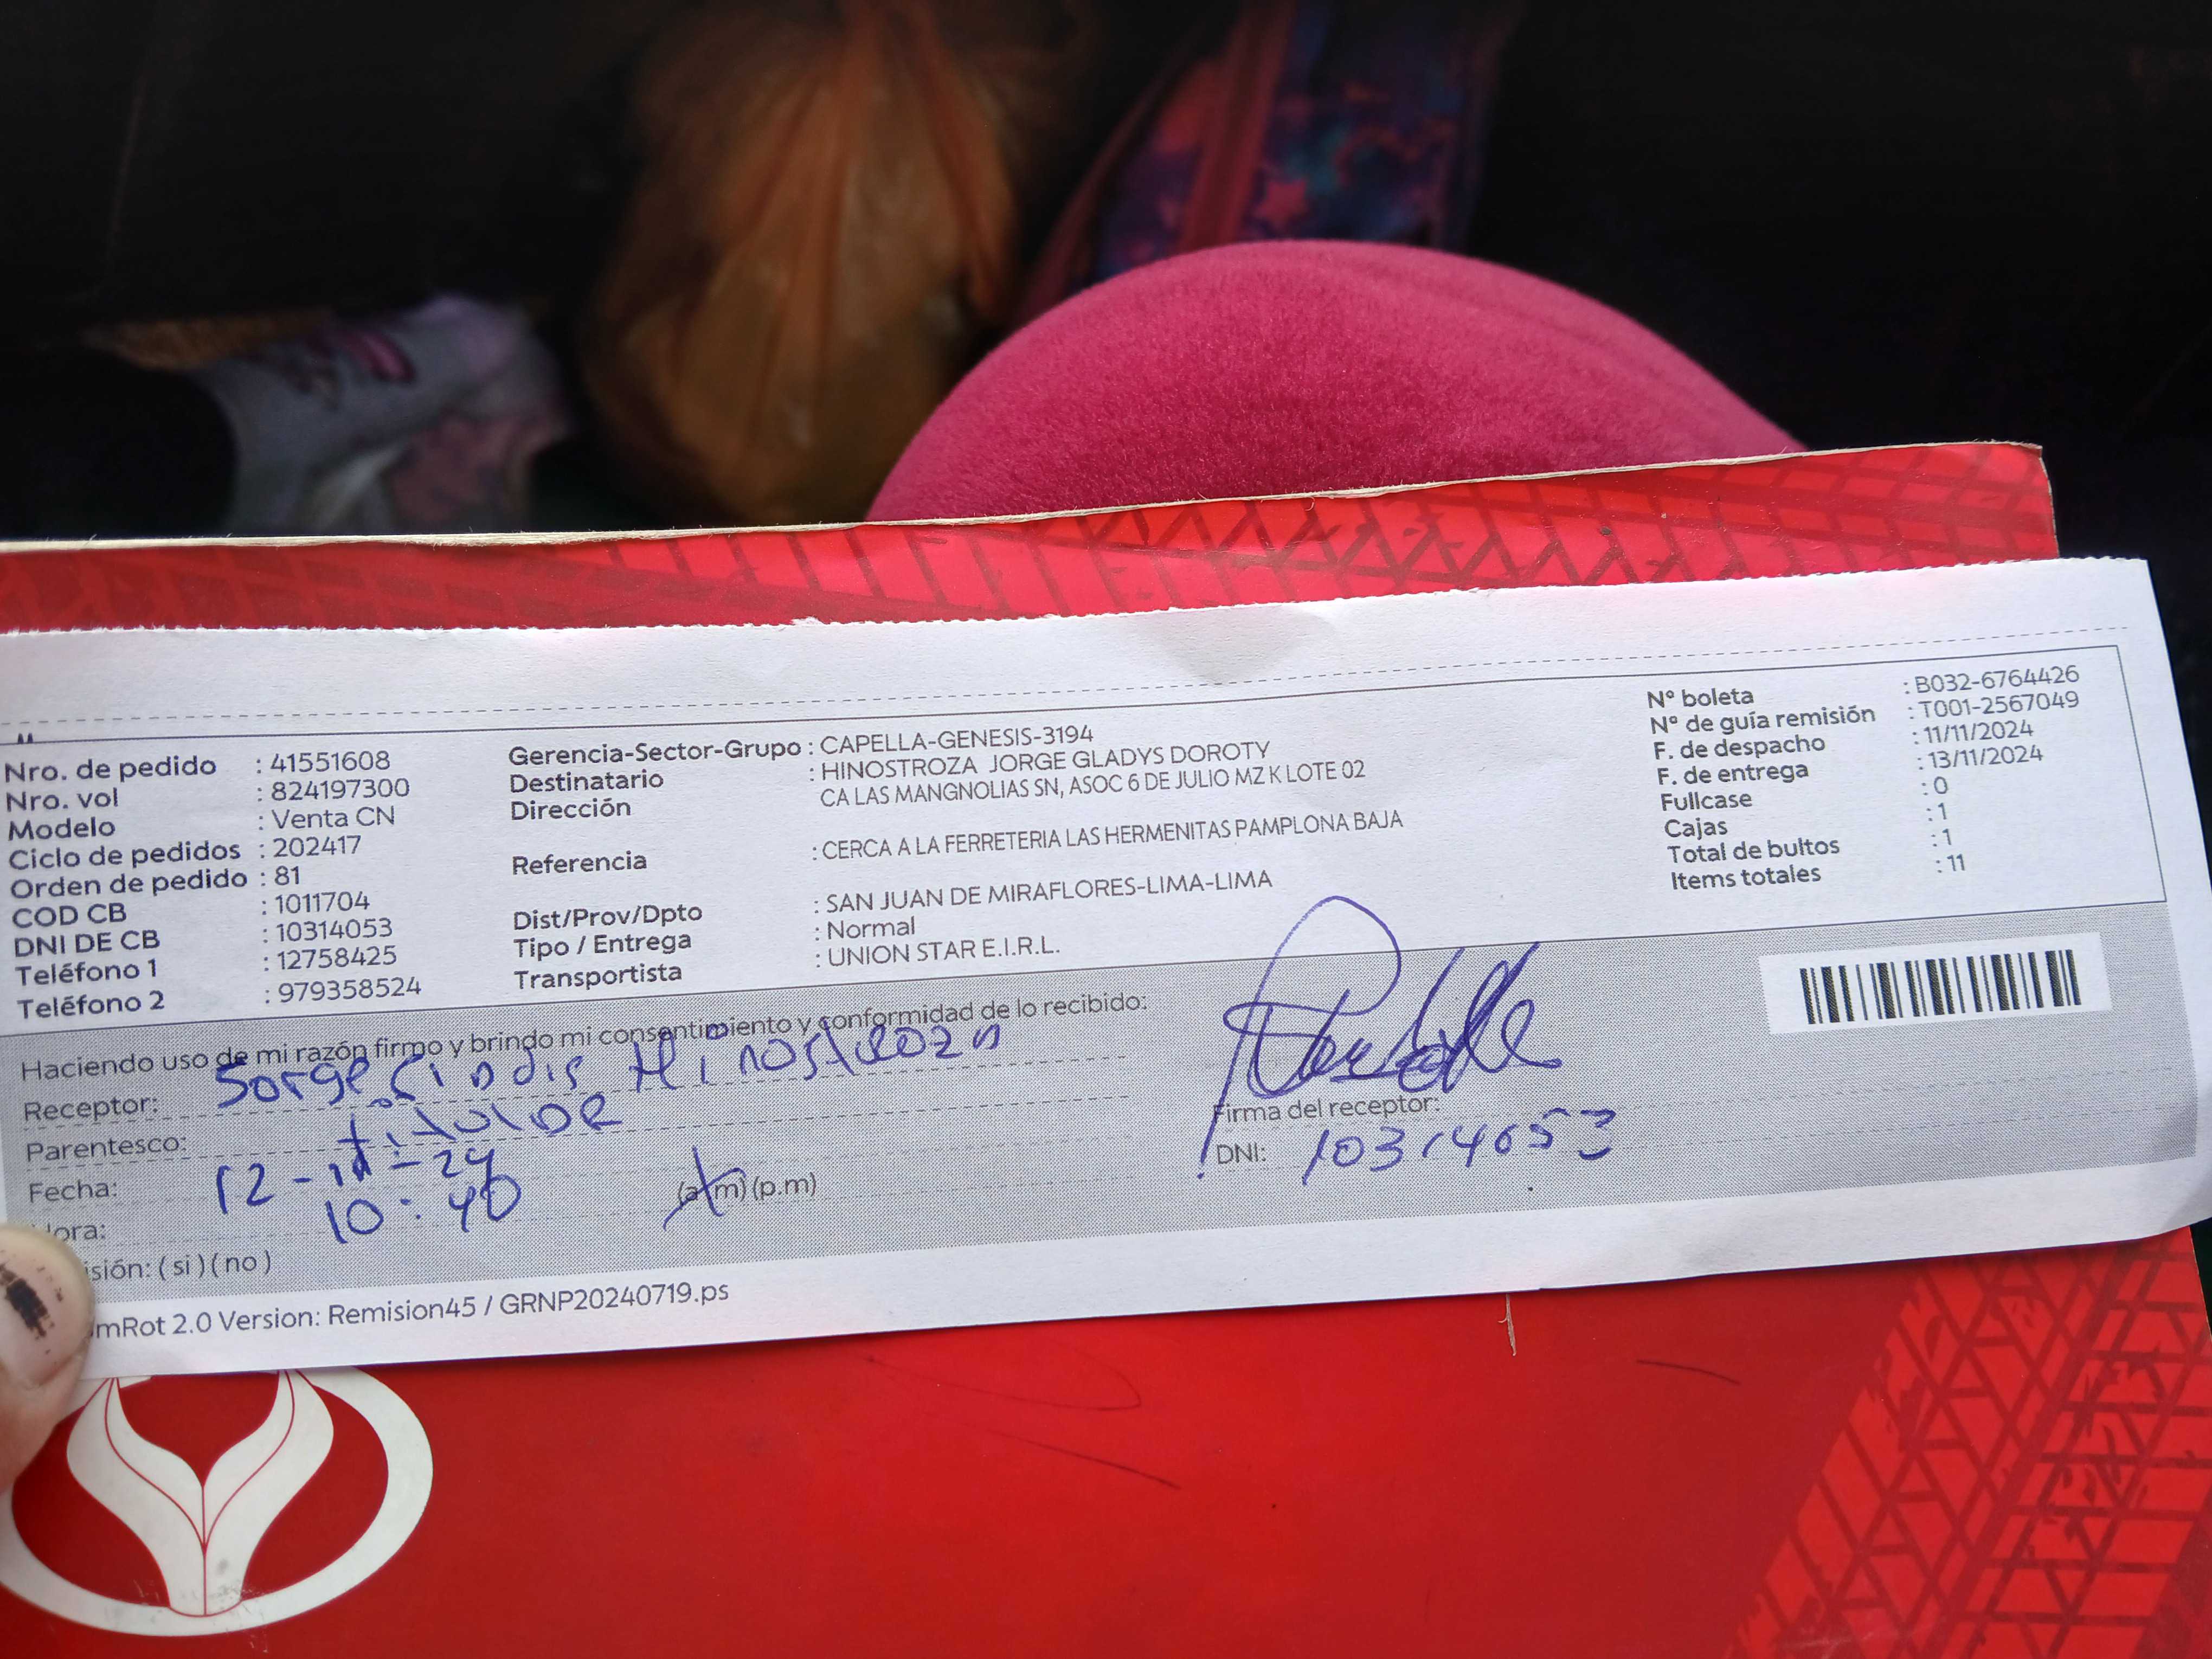 Nro. de pedido : 41551608
Nro. vol : 824197300
Modelo : Venta CN
Ciclo de pedidos : 202417
Orden de pedido : 81
COD CB : 1011704
DNI DE CB : 10314053
Teléfono 1 : 12758425
Teléfono 2 : 979358524
Gerencia-Sector-Grupo : CAPELLA-GENESIS-3194
Destinatario : HINOSTROZA JORGE GLADYS DOROTY
Dirección CA LAS MANGNOLIAS SN, ASOC 6 DE JULIO MZ K LOTE 02
Referencia : CERCA A LA FERRETERIA LAS HERMENITAS PAMPLONA BAJA
Dist/Prov/Dpto : SAN JUAN DE MIRAFLORES-LIMA-LIMA
Tipo / Entrega : Normal
Transportista : UNION STAR E.I.R.L.
N° boleta : B032-6764426
N° de guía remisión : T001-2567049
F. de despacho : 11/11/2024
F. de entrega : 13/11/2024
Fullcase : 0
Cajas : 1
Total de bultos : 1
Items totales : 11
Haciendo uso de mi razón firmo y brindo mi consentimiento y conformidad de lo recibido:
Receptor: Hinostroza
Parentesco: titular
Fecha: 12-11-24
Hora: 10:40 (a.m) (p.m)
isión: ( si ) ( no )
Firma del receptor:
DNI: 10314053
mRot 2.0 Version: Remision45 / GRNP20240719.ps